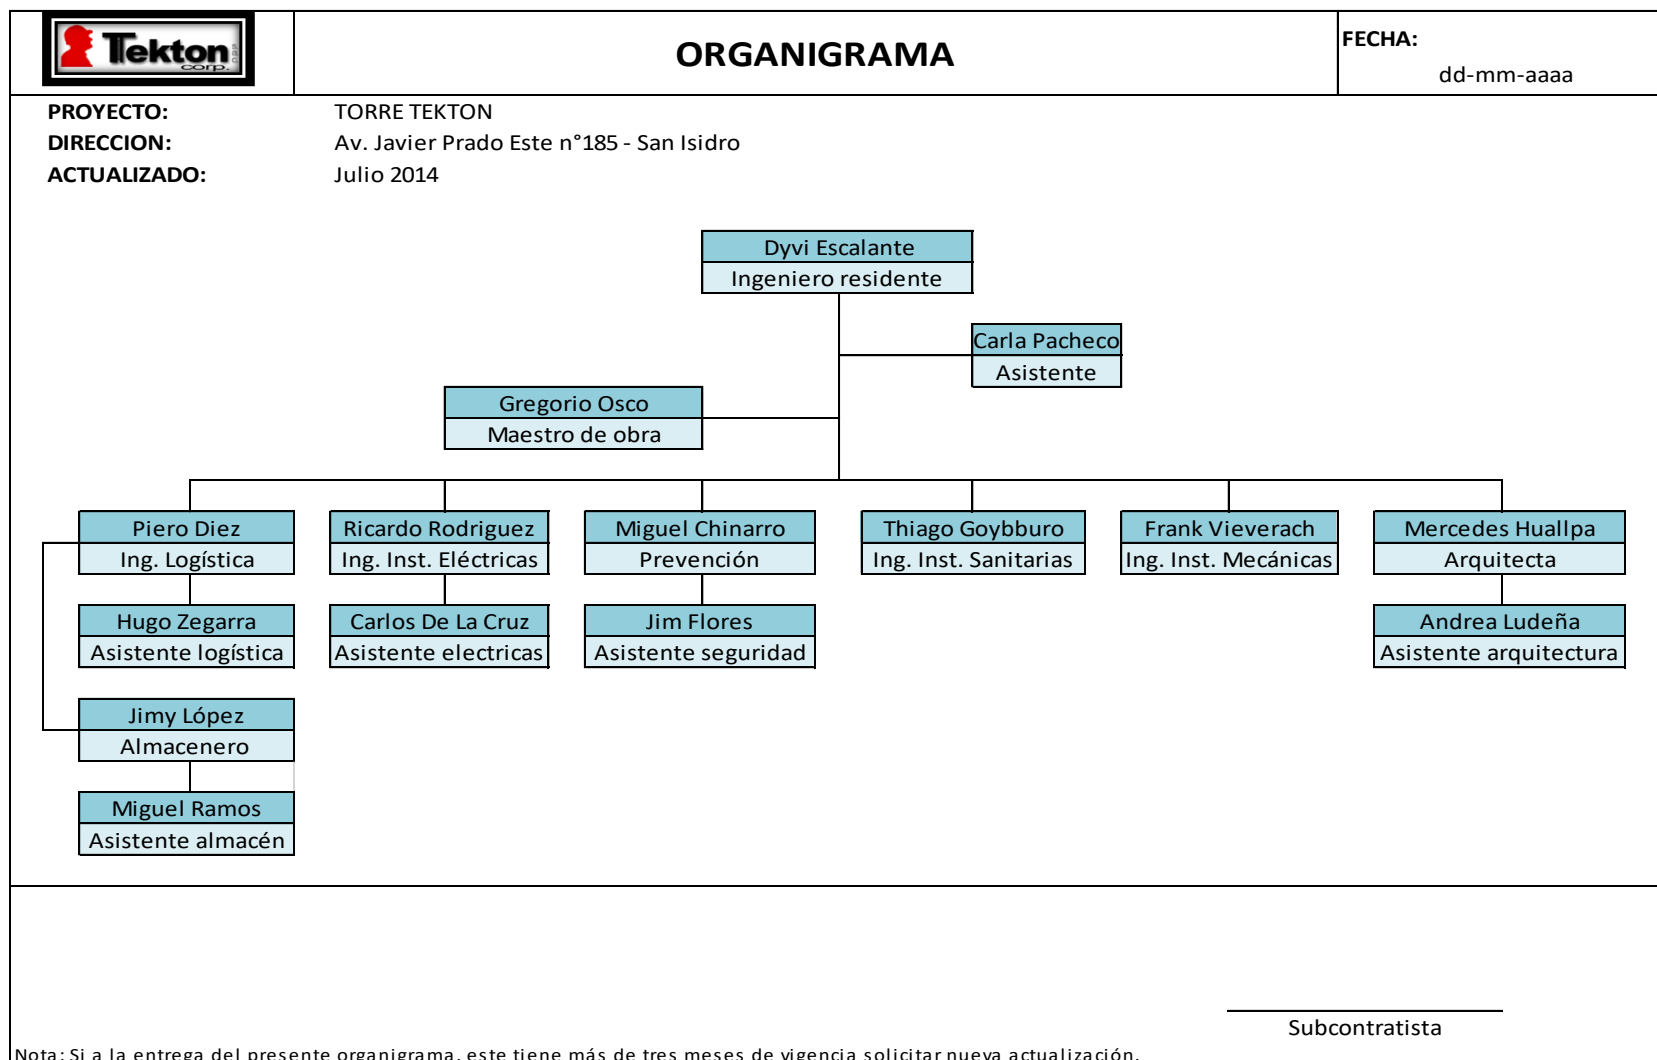 Tekton
corp.
ORGANIGRAMA
FECHA:
dd-mm-aaaa
PROYECTO: TORRE TEKTON
DIRECCION: Av. Javier Prado Este n°185 - San Isidro
ACTUALIZADO: Julio 2014
Dyvi Escalante
Ingeniero residente
Carla Pacheco
Asistente
Gregorio Osco
Maestro de obra
Piero Diez
Ing. Logística
Ricardo Rodriguez
Ing. Inst. Eléctricas
Miguel Chinarro
Prevención
Thiago Goybburo
Ing. Inst. Sanitarias
Frank Vieverach
Ing. Inst. Mecánicas
Mercedes Huallpa
Arquitecta
Hugo Zegarra
Asistente logística
Carlos De La Cruz
Asistente electricas
Jim Flores
Asistente seguridad
Andrea Ludeña
Asistente arquitectura
Jimy López
Almacenero
Miguel Ramos
Asistente almacén
Subcontratista
Nota: Si a la entrega del presente organigrama, este tiene más de tres meses de vigencia solicitar nueva actualización.